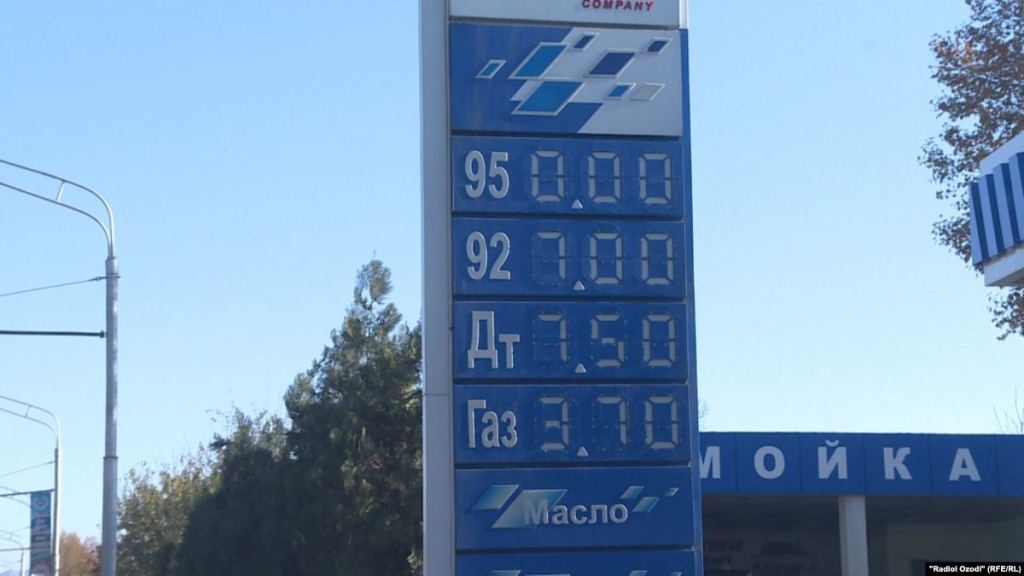 COMPANY
95 0.00
92 7.00
Дт 7.50
Газ 3.70
Масло
МОЙКА
"Radioi Ozodi" (RFE/RL)